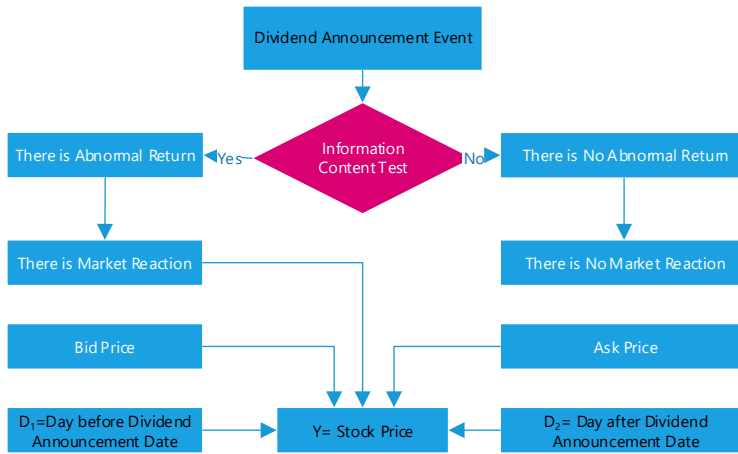 Dividend Announcement Event
Information
Content Test
Yes
No
There is Abnormal Return
There is No Abnormal Return
There is Market Reaction
There is No Market Reaction
Bid Price
Ask Price
D₁=Day before Dividend
Announcement Date
Y= Stock Price
D₂= Day after Dividend
Announcement Date